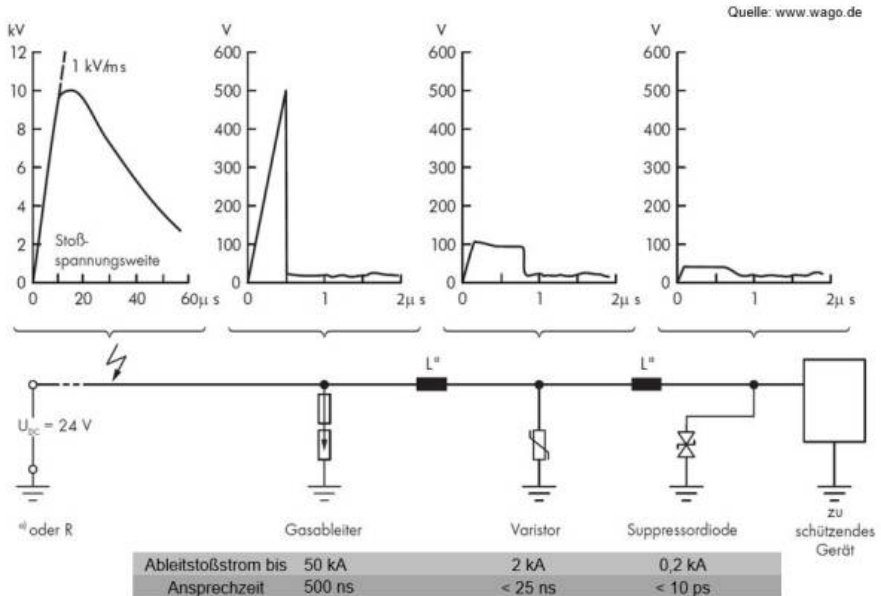 Quelle: www.wago.de
kV
12
10
8
6
4
2
0
1 kV/ms
Stoß-
spannungsweite
0 20 40 60µ s
V
600
500
400
300
200
100
0
0 1 2µ s
V
600
500
400
300
200
100
0
0 1 2µ s
V
600
500
400
300
200
100
0
0 1 2µ s
L ᵃ⁾
L ᵃ⁾
U_DC = 24 V
ᵃ⁾ oder R
Gasableiter
Varistor
Suppressordiode
zu
schützendes
Gerät
Ableitstoßstrom bis 50 kA 2 kA 0,2 kA
Ansprechzeit 500 ns < 25 ns < 10 ps